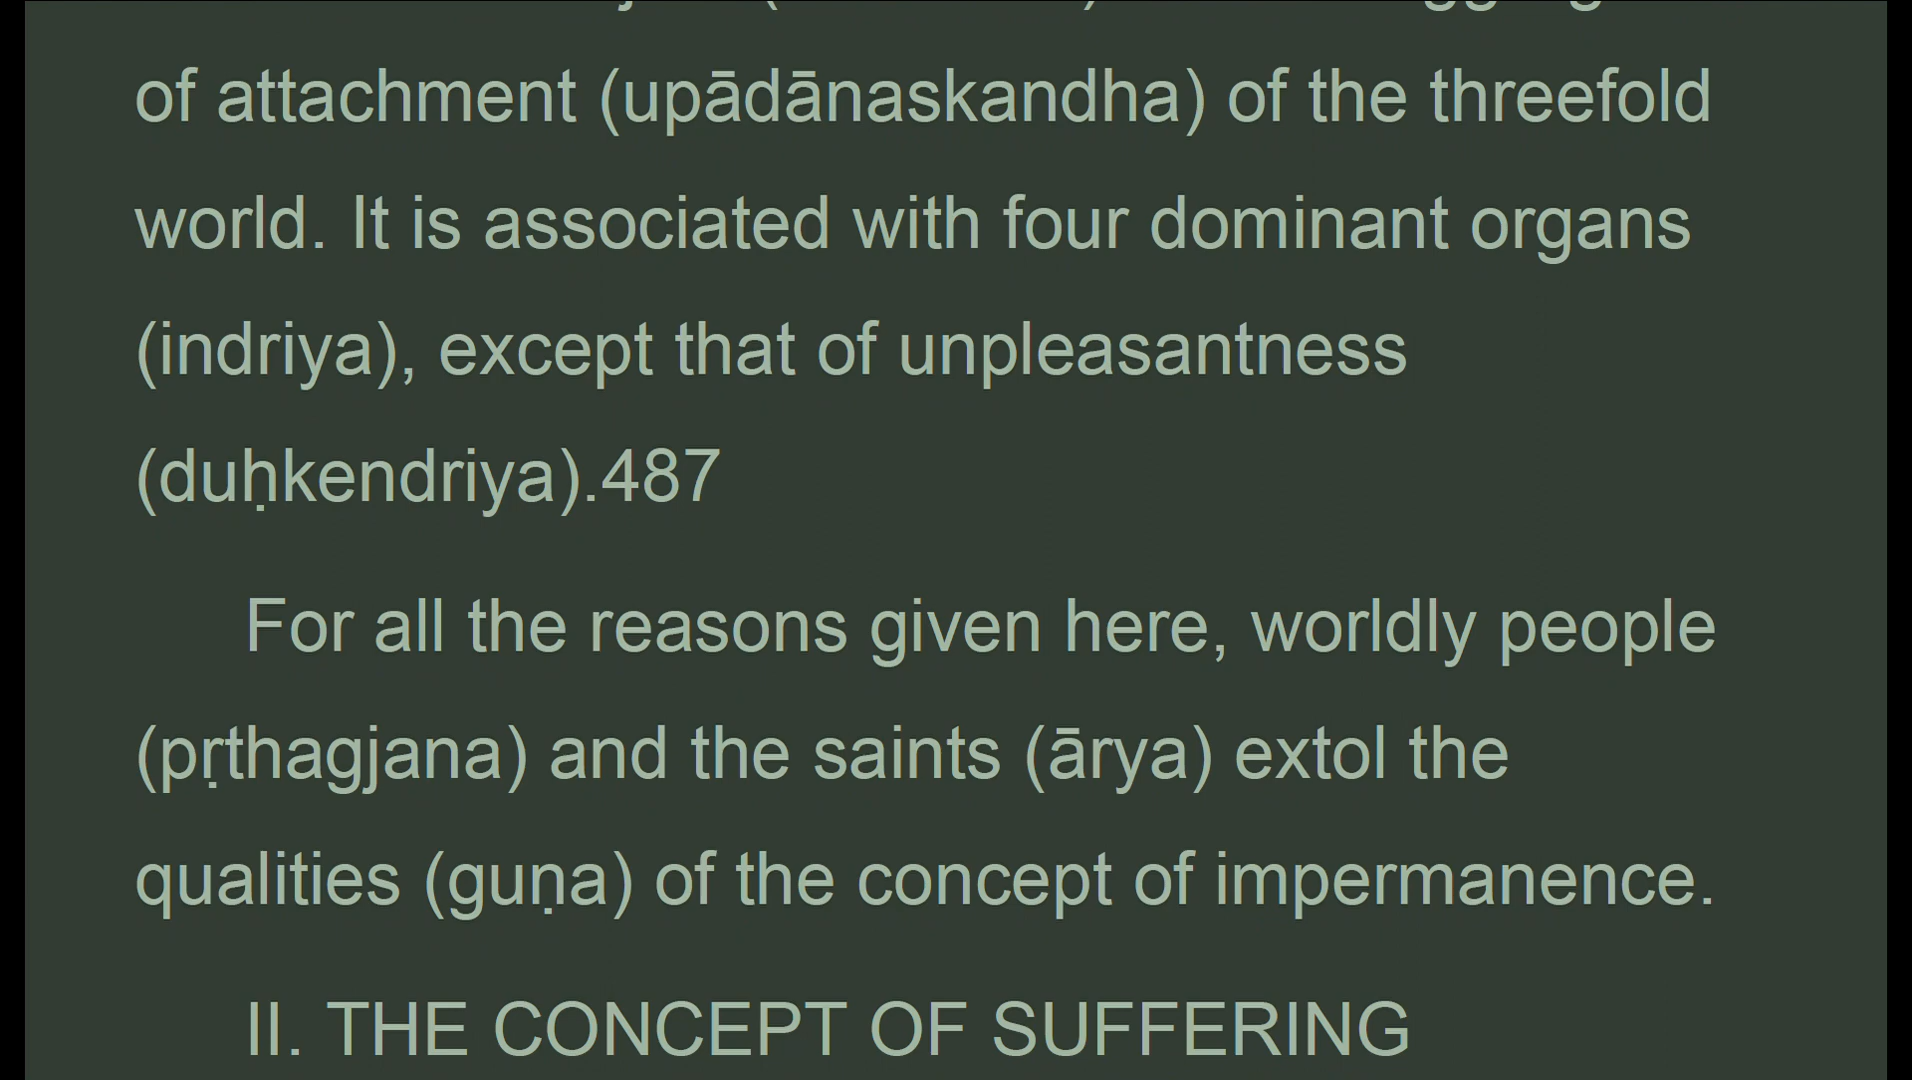 of attachment (upādānaskandha) of the threefold
world. It is associated with four dominant organs
(indriya), except that of unpleasantness
(duḥkendriya).487
For all the reasons given here, worldly people
(pṛthagjana) and the saints (ārya) extol the
qualities (guṇa) of the concept of impermanence.
II. THE CONCEPT OF SUFFERING